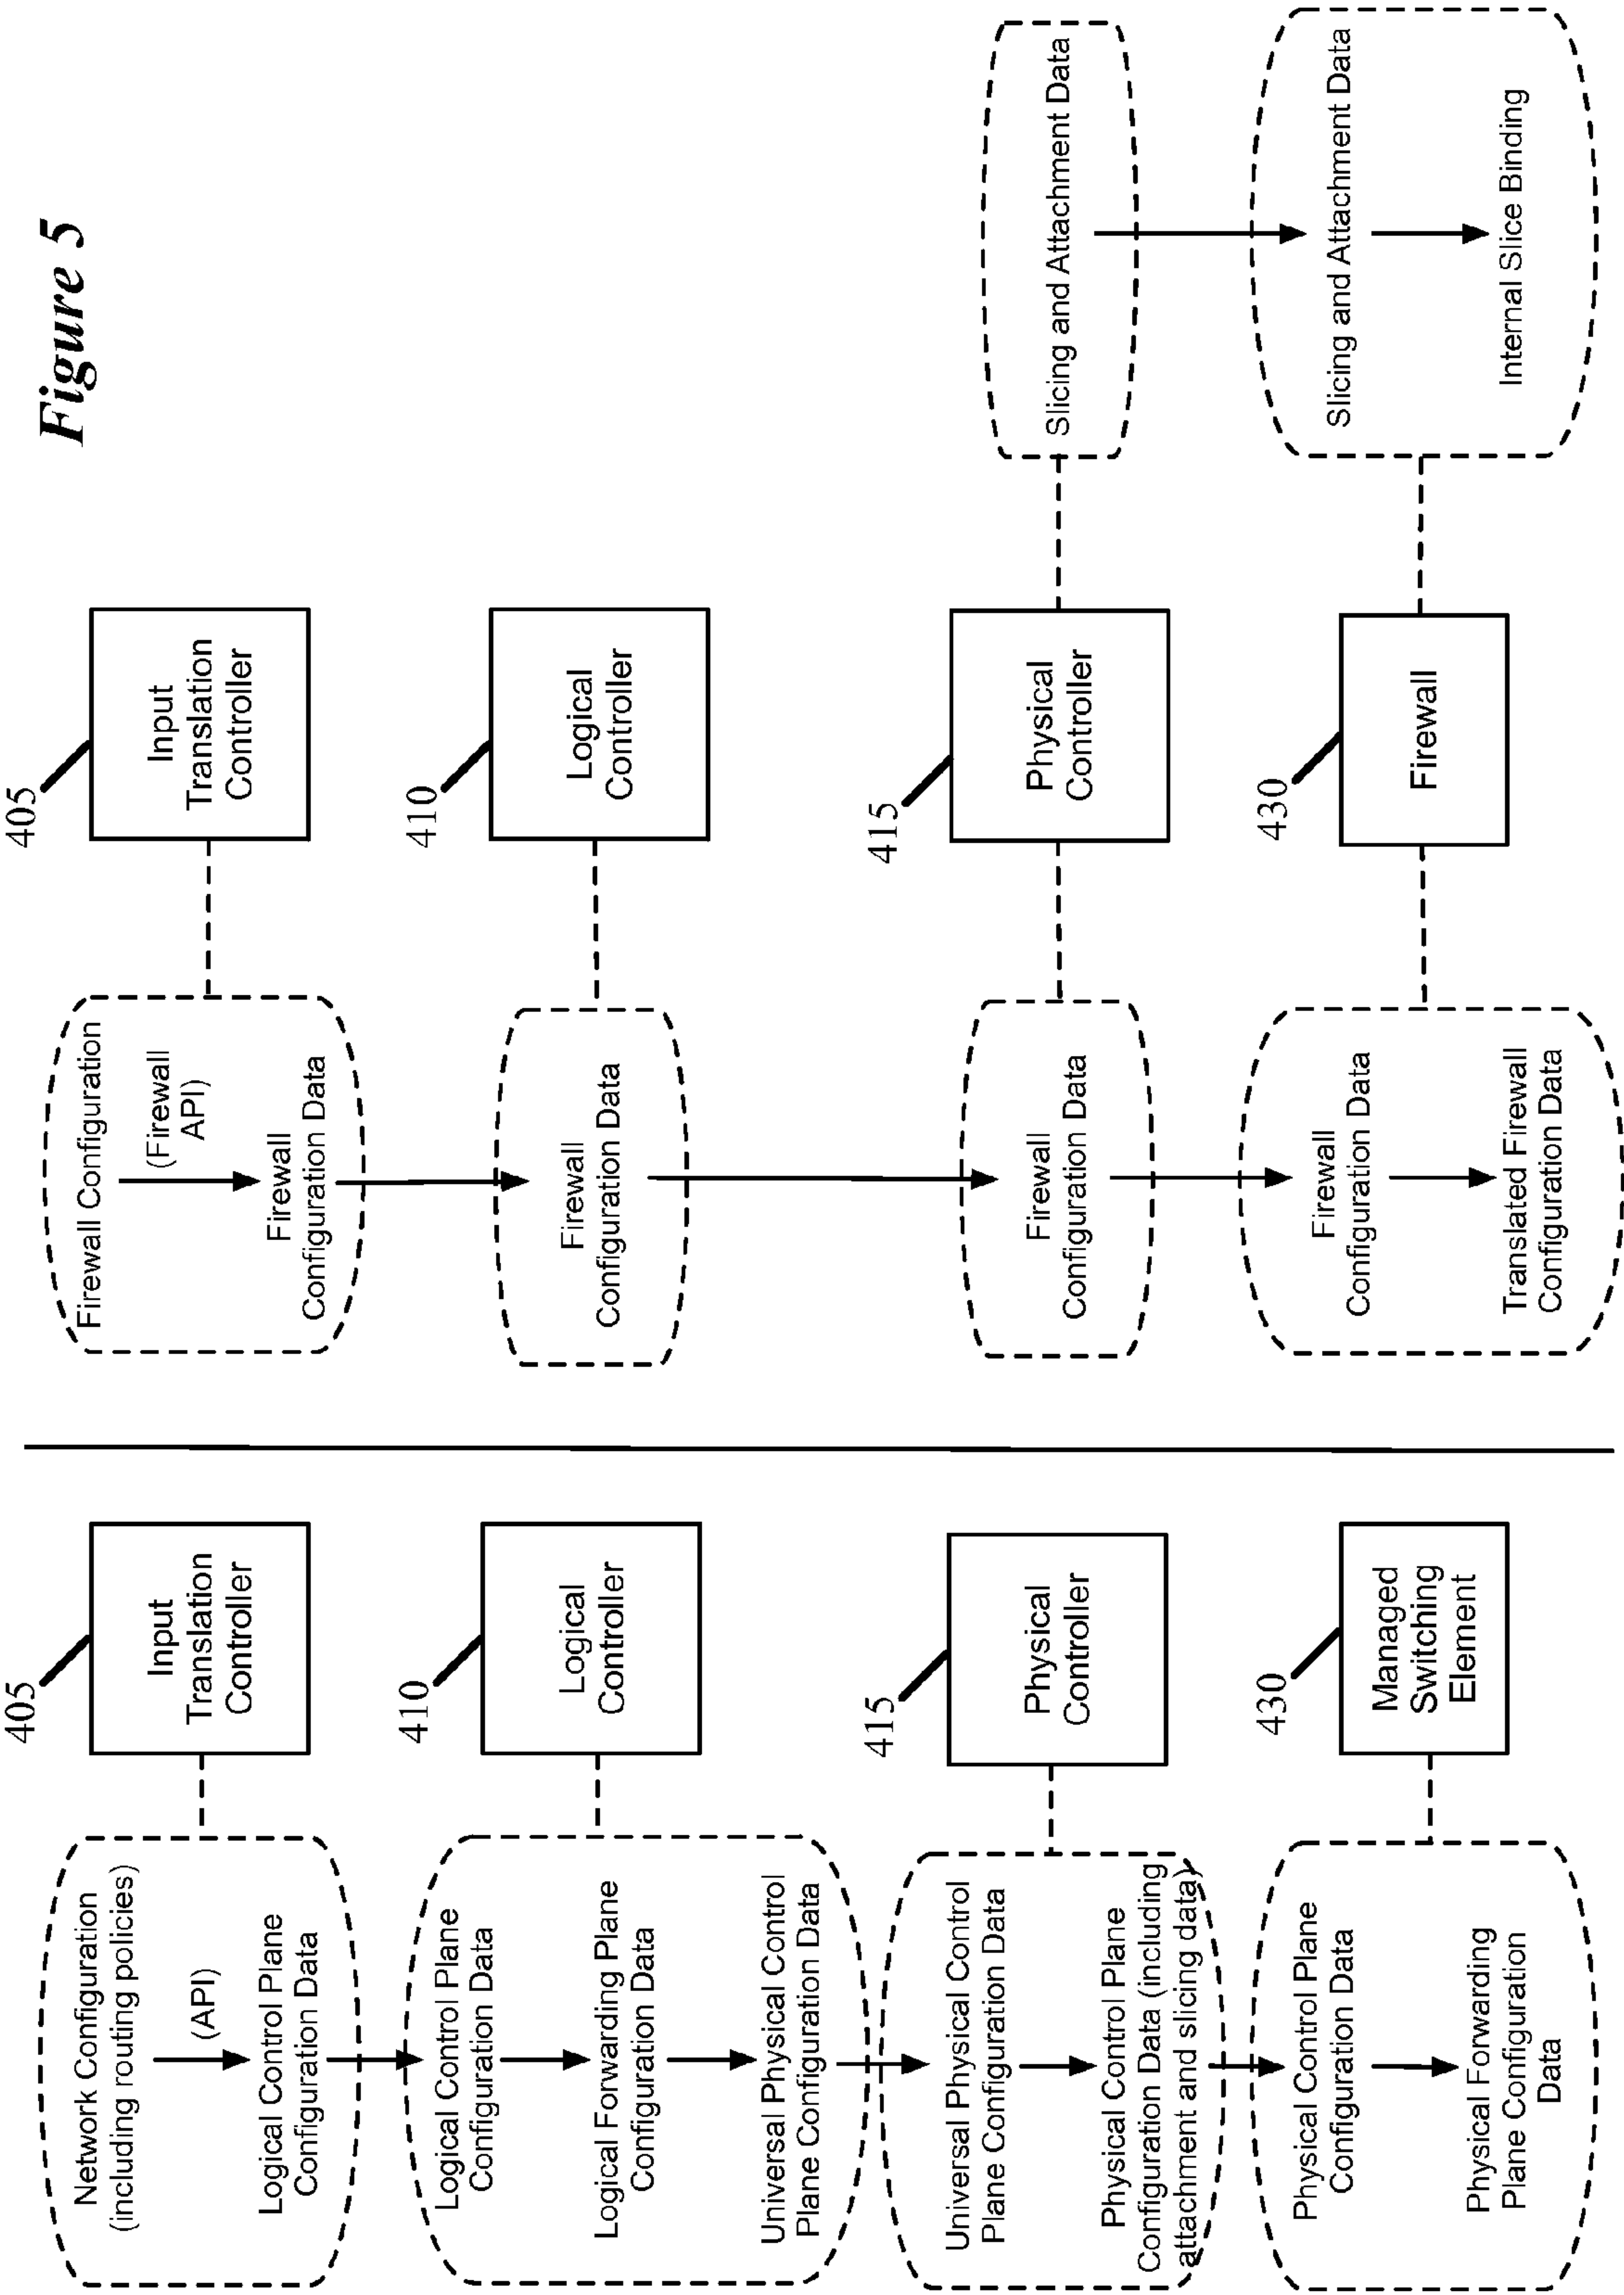 Figure 5
405
Input
Translation
Controller
Network Configuration
(including routing policies)
(API)
Logical Control Plane
Configuration Data
410
Logical
Controller
Logical Control Plane
Configuration Data
Logical Forwarding Plane
Configuration Data
Universal Physical Control
Plane Configuration Data
415
Physical
Controller
Universal Physical Control
Plane Configuration Data
Physical Control Plane
Configuration Data (including
attachment and slicing data)
430
Managed
Switching
Element
Physical Control Plane
Configuration Data
Physical Forwarding
Plane Configuration
Data
405
Input
Translation
Controller
Firewall Configuration
(Firewall
API)
Firewall
Configuration Data
410
Logical
Controller
Firewall
Configuration Data
415
Physical
Controller
Firewall
Configuration Data
Slicing and Attachment Data
430
Firewall
Firewall
Configuration Data
Translated Firewall
Configuration Data
Slicing and Attachment Data
Internal Slice Binding